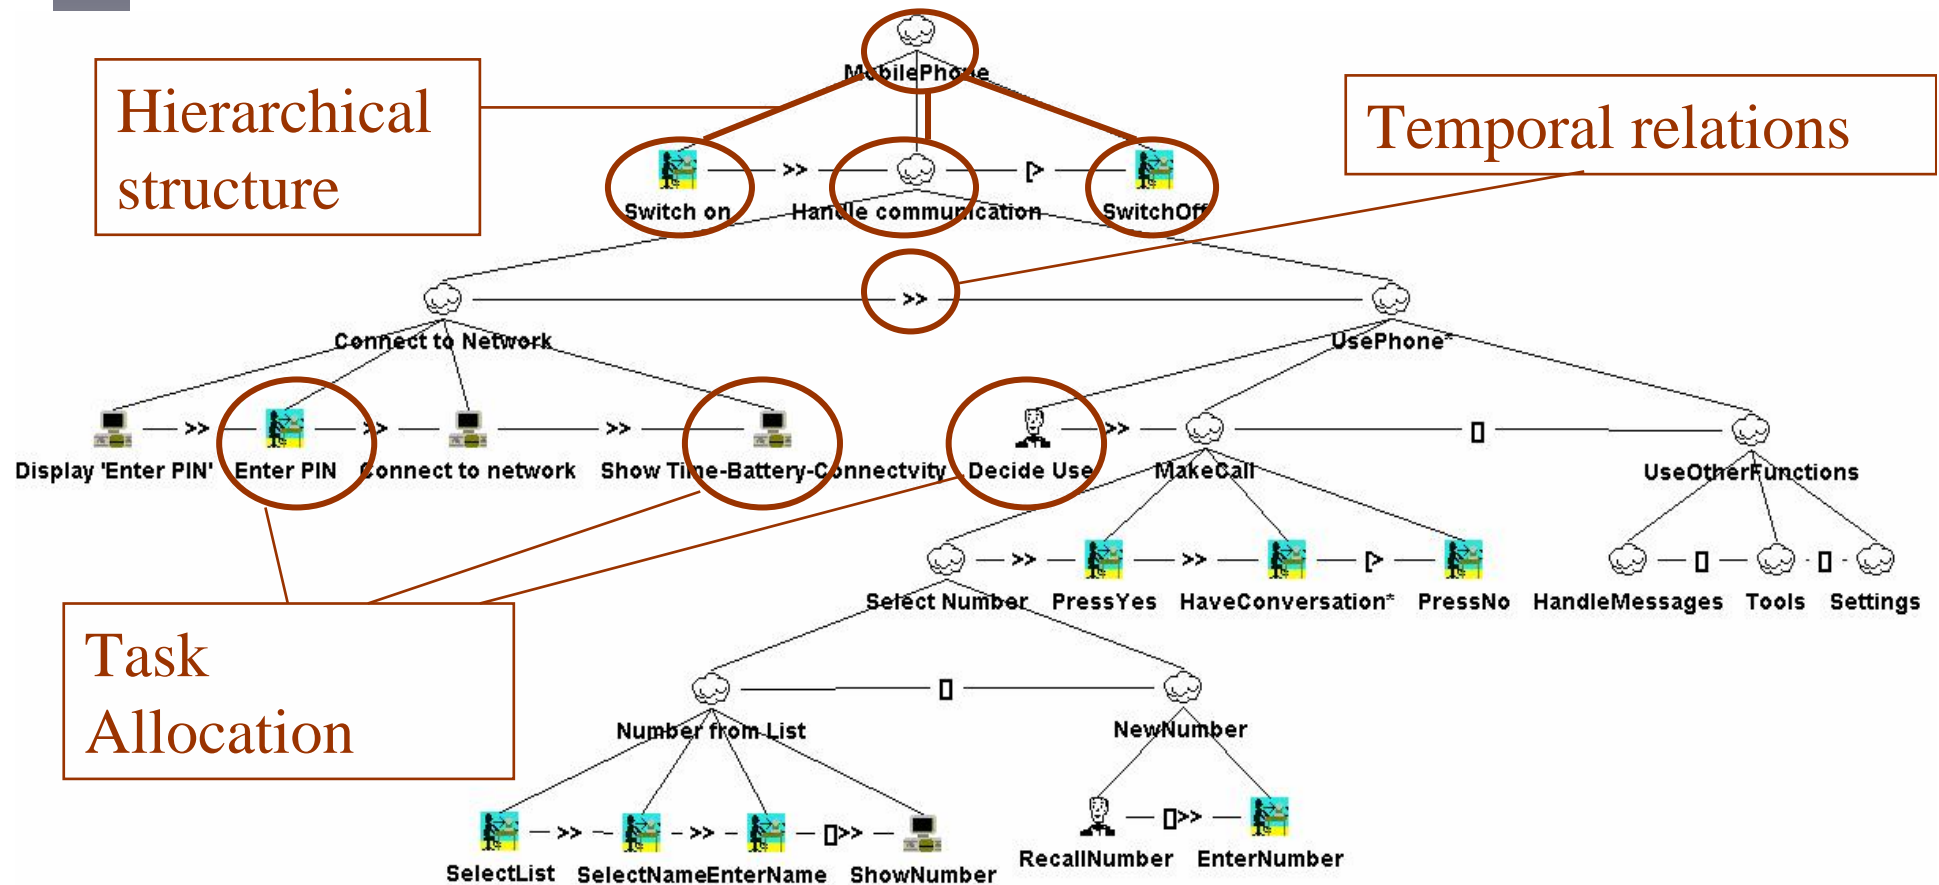 MobilePhone
Hierarchical
structure
Temporal relations
>>
[>
Switch on
Handle communication
SwitchOff
>>
Connect to Network
UsePhone*
>>
>>
>>
>>
[]
Display 'Enter PIN'
Enter PIN
Connect to network
Show Time-Battery-Connectvity
Decide Use
MakeCall
UseOtherFunctions
>>
>>
[>
[]
[]
Select Number
PressYes
HaveConversation*
PressNo
HandleMessages
Tools
Settings
Task
Allocation
[]
Number from List
NewNumber
>>
>>
[]>>
[]>>
SelectList
SelectName
EnterName
ShowNumber
RecallNumber
EnterNumber